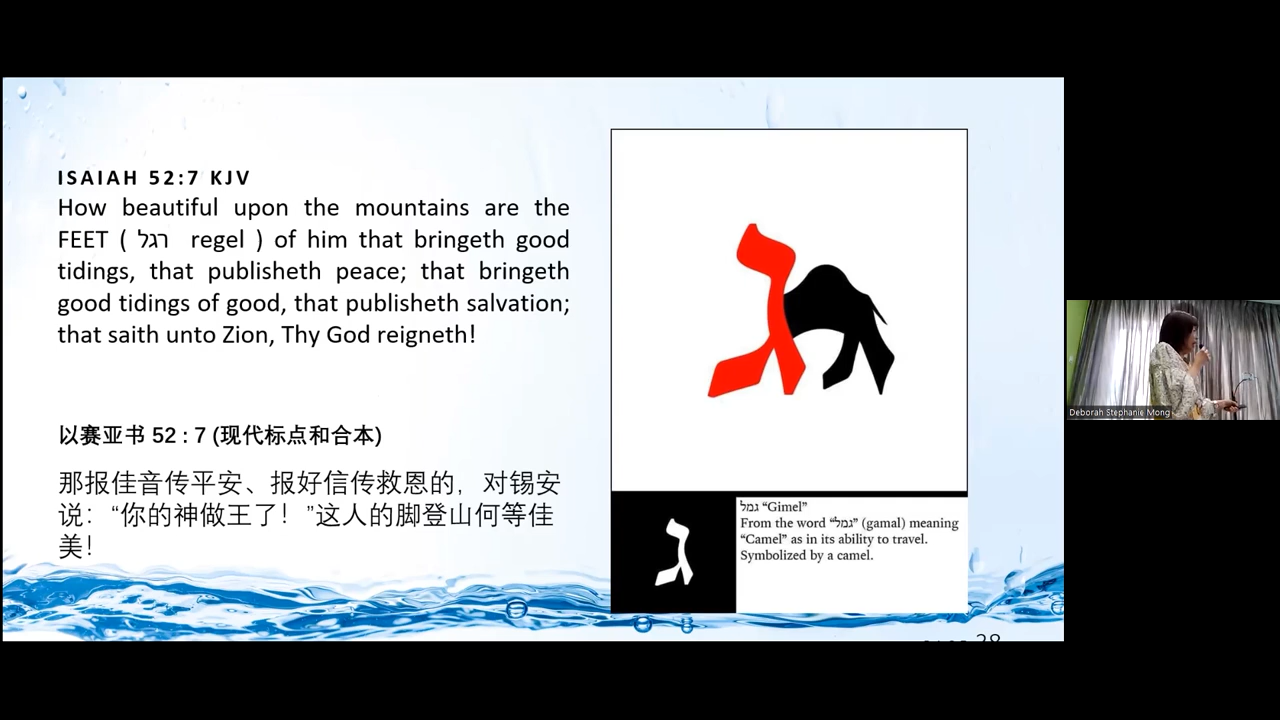 ISAIAH 52:7 KJV
How beautiful upon the mountains are the
FEET ( רגל regel ) of him that bringeth good
tidings, that publisheth peace; that bringeth
good tidings of good, that publisheth salvation;
that saith unto Zion, Thy God reigneth!
以赛亚书 52 : 7 (现代标点和合本)
那报佳音传平安、报好信传救恩的，对锡安
说：“你的神做王了！”这人的脚登山何等佳
美！
ג
גמל “Gimel”
From the word “גמל” (gamal) meaning
“Camel” as in its ability to travel.
Symbolized by a camel.
ג
Deborah Stephanie Mong